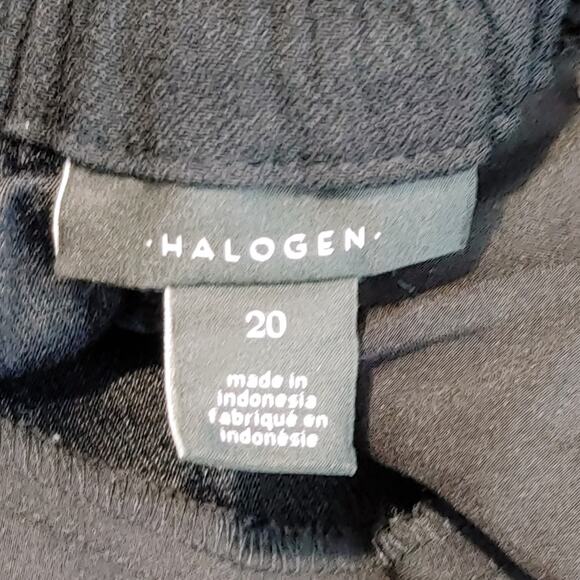 ·HALOGEN·
20
made in
indonesia
fabriqué en
indonésie